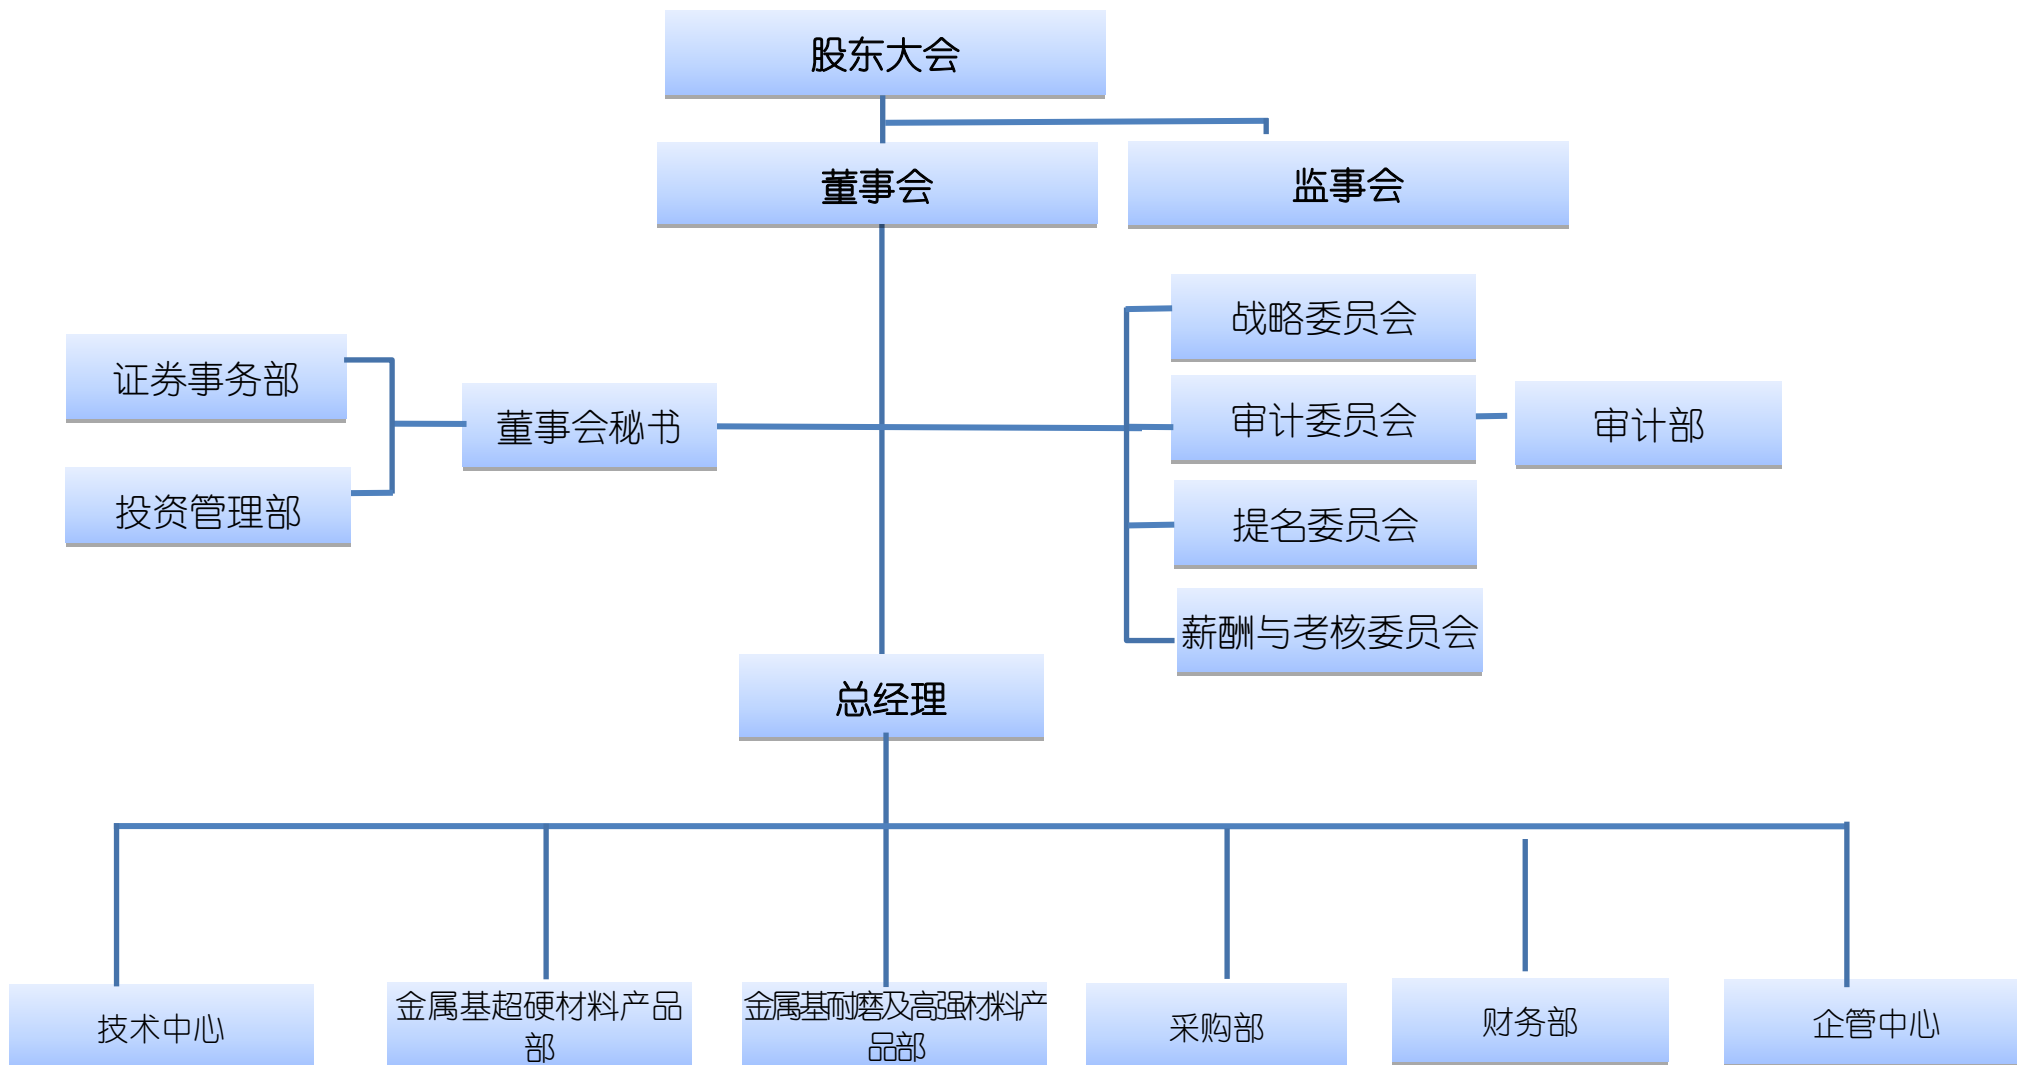 股东大会
董事会
监事会
战略委员会
证券事务部
董事会秘书
审计委员会
审计部
投资管理部
提名委员会
薪酬与考核委员会
总经理
技术中心
金属基超硬材料产品
部
金属基耐磨及高强材料产
品部
采购部
财务部
企管中心